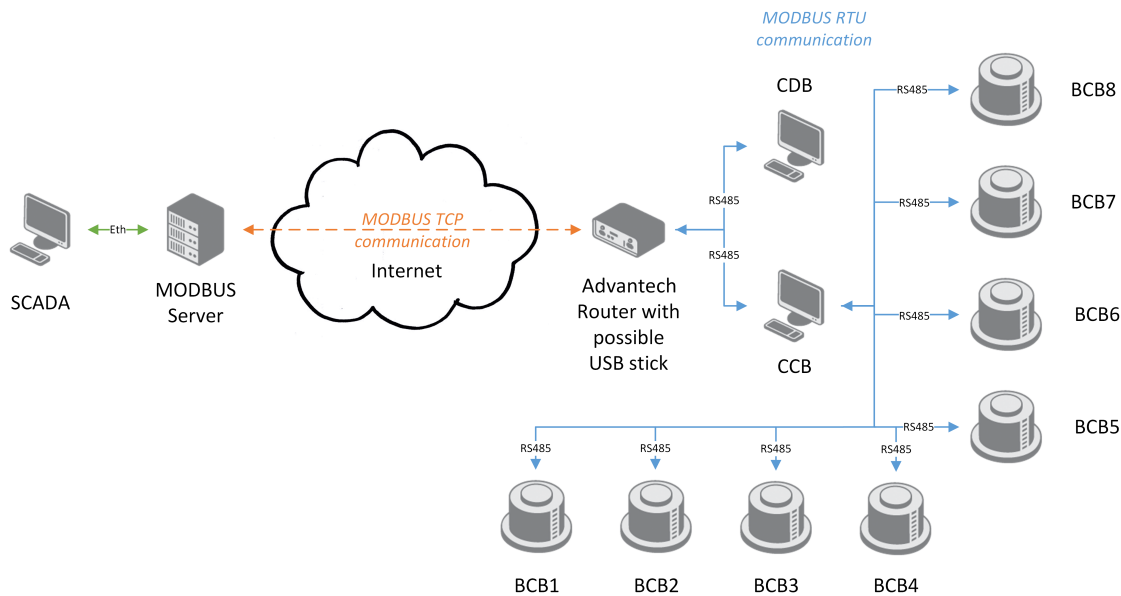 MODBUS RTU
communication
CDB
RS485
BCB8
RS485
RS485
BCB7
MODBUS TCP
communication
Internet
Eth
SCADA
MODBUS
Server
Advantech
Router with
possible
USB stick
RS485
CCB
RS485
BCB6
RS485
BCB5
RS485
RS485
RS485
RS485
BCB1
BCB2
BCB3
BCB4